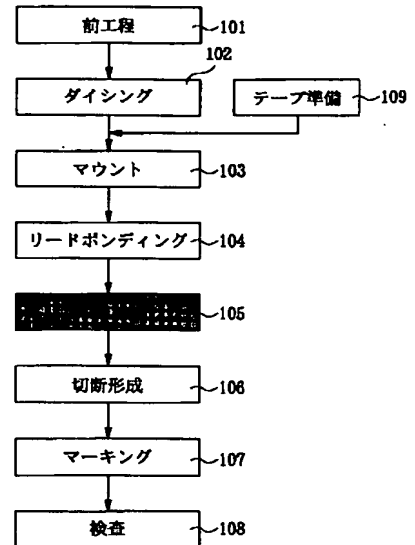 前工程
101
102
ダイシング
テープ準備
109
マウント
103
リードボンディング
104
105
切断形成
106
マーキング
107
検査
108